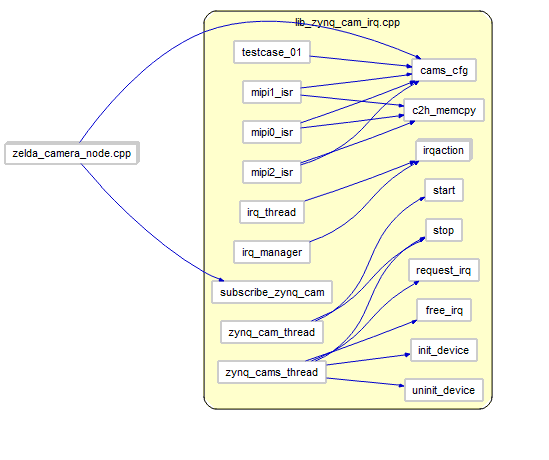 lib_zynq_cam_irq.cpp
testcase_01
cams_cfg
mipi1_isr
c2h_memcpy
mipi0_isr
zelda_camera_node.cpp
irqaction
mipi2_isr
start
irq_thread
stop
irq_manager
request_irq
subscribe_zynq_cam
free_irq
zynq_cam_thread
init_device
zynq_cams_thread
uninit_device